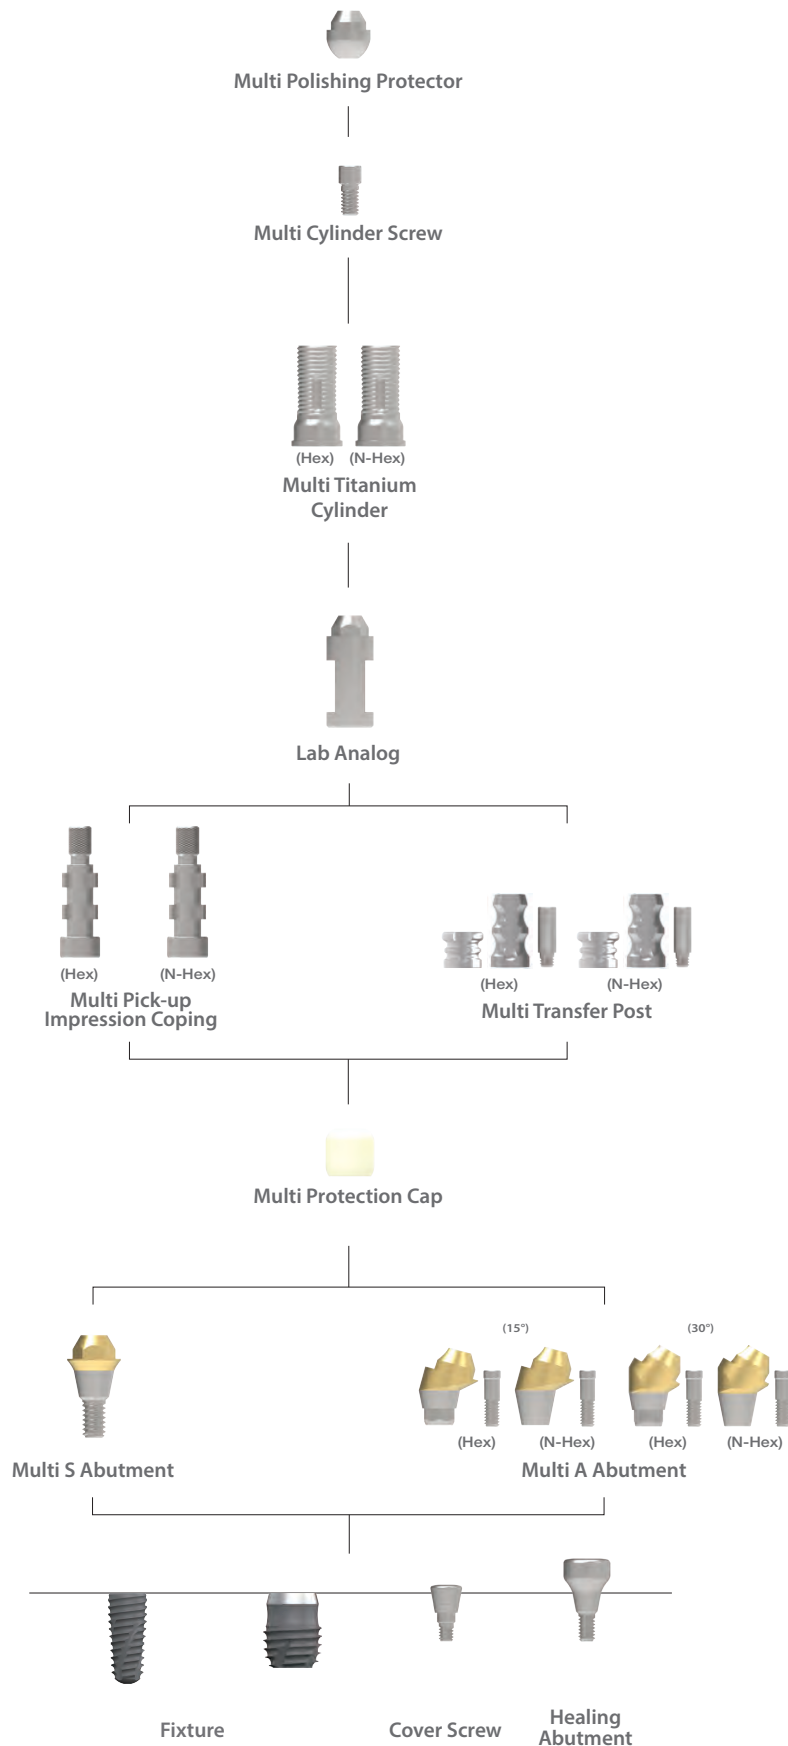 Multi Polishing Protector
Multi Cylinder Screw
(Hex) (N-Hex)
Multi Titanium
Cylinder
Lab Analog
(Hex) (N-Hex)
Multi Pick-up
Impression Coping
(Hex) (N-Hex)
Multi Transfer Post
Multi Protection Cap
Multi S Abutment
(15°) (30°)
(Hex) (N-Hex) (Hex) (N-Hex)
Multi A Abutment
Fixture
Cover Screw
Healing
Abutment